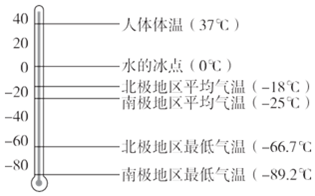 40
人体体温（37℃）
20
0
水的冰点（0℃）
北极地区平均气温（-18℃）
-20
南极地区平均气温（-25℃）
-40
-60
北极地区最低气温（-66.7℃）
-80
南极地区最低气温（-89.2℃）